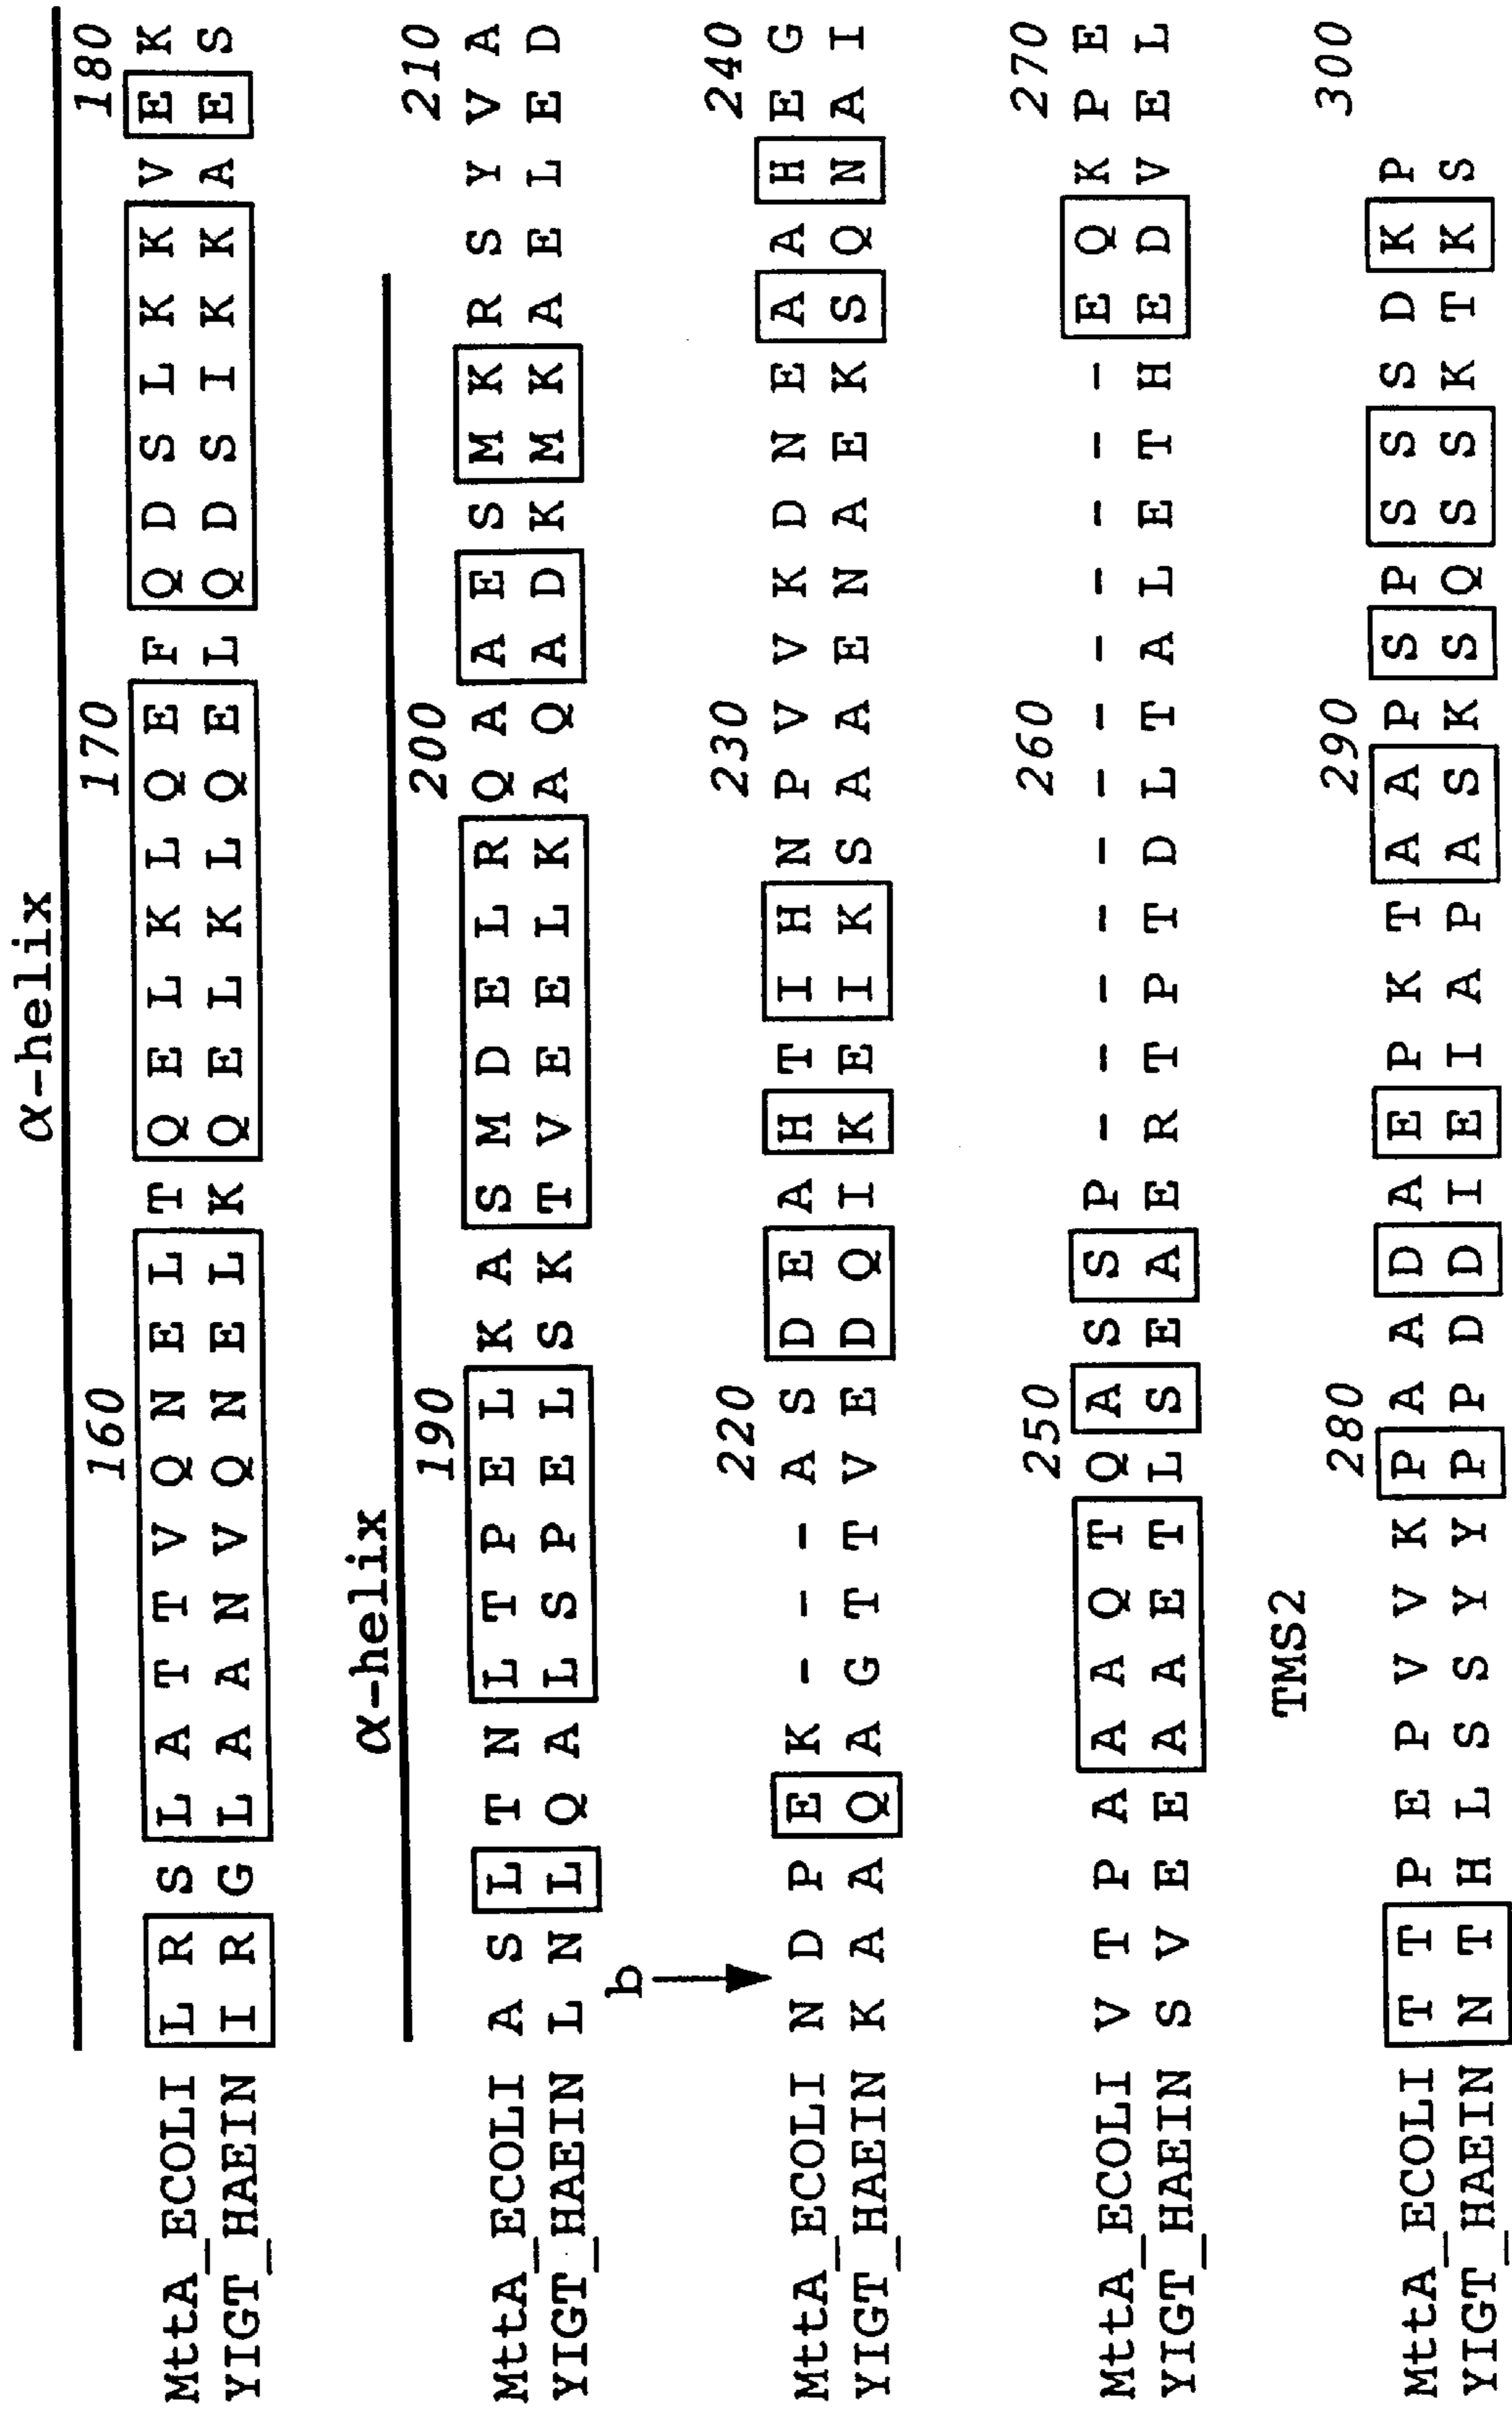 α-helix
160 170 180
MttA_ECOLI L R S L A T T V Q N E L T Q E L K L Q E F Q D S L K K V E K
YIGT_HAEIN I R G L A A N V Q N E L K Q E L K L Q E L Q D S I K K A E S
α-helix
190 200 210
MttA_ECOLI A S L T N L T P E L K A S M D E L R Q A A E S M K R S Y V A
YIGT_HAEIN L N L Q A L S P E L S K T V E E L K A Q A D K M K A E L E D
b
220 230 240
MttA_ECOLI N D P E K - - - A S D E A H T I H N P V V K D N E A A H E G
YIGT_HAEIN K A A Q A G T T V E D Q I K E I K S A A E N A E K S Q N A I
250 260 270
MttA_ECOLI V T P A A A Q T Q A S S P - - - - - - - - - - - - E Q K P E
YIGT_HAEIN S V E E A A E T L S E A E R T P T D L T A L E T H E D V E L
TMS2
280 290 300
MttA_ECOLI T T P E P V V K P A A D A E P K T A A P S P S S S D K P
YIGT_HAEIN N T H L S S Y Y P P D D I E I A P A S K S Q S S K T K S